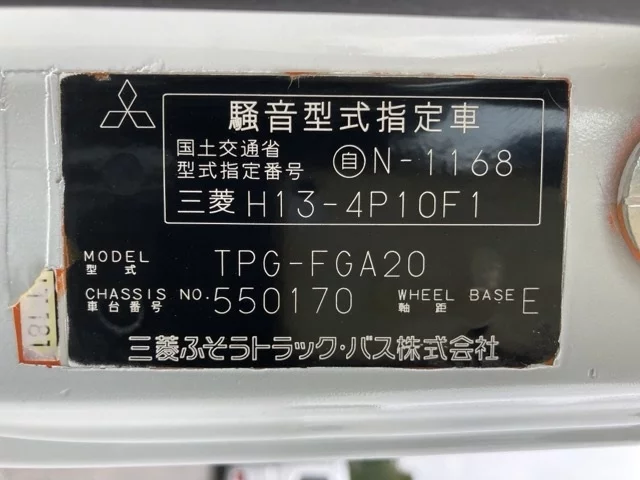 騒音型式指定車
国土交通省
型式指定番号 自N-1168
三菱 H13-4P10F1
MODEL TPG-FGA20
型式
CHASSIS NO. 550170 WHEEL BASE E
車台番号 軸距
三菱ふそうトラック・バス株式会社
1181